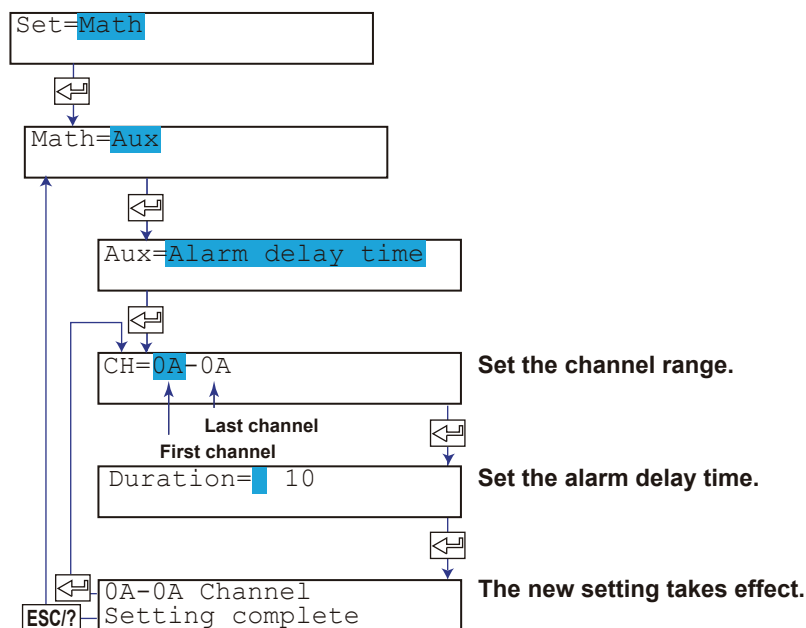 Set=Math
Math=Aux
Aux=Alarm delay time
CH=0A-0A
Set the channel range.
Last channel
First channel
Duration= 10
Set the alarm delay time.
0A-0A Channel
The new setting takes effect.
ESC/?
Setting complete